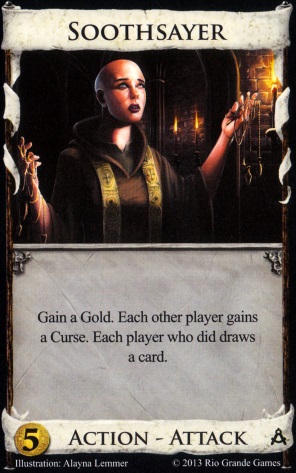 SOOTHSAYER
Gain a Gold. Each other player gains
a Curse. Each player who did draws
a card.
5 ACTION - ATTACK
Illustration: Alayna Lemmer © 2013 Rio Grande Games